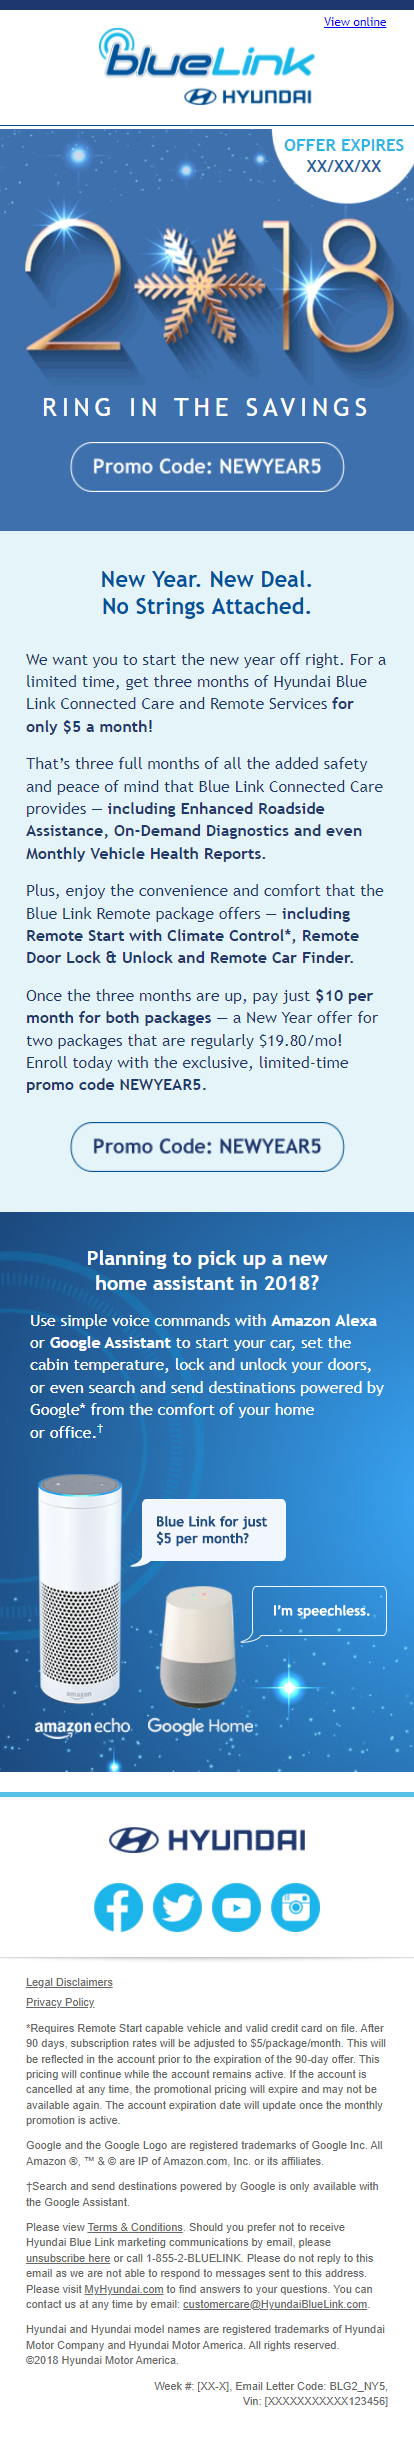 View online
blueLink
HYUNDAI
OFFER EXPIRES
XX/XX/XX
2 18
RING IN THE SAVINGS
Promo Code: NEWYEAR5
New Year. New Deal.
No Strings Attached.
We want you to start the new year off right. For a
limited time, get three months of Hyundai Blue
Link Connected Care and Remote Services for
only $5 a month!
That’s three full months of all the added safety
and peace of mind that Blue Link Connected Care
provides — including Enhanced Roadside
Assistance, On-Demand Diagnostics and even
Monthly Vehicle Health Reports.
Plus, enjoy the convenience and comfort that the
Blue Link Remote package offers — including
Remote Start with Climate Control*, Remote
Door Lock & Unlock and Remote Car Finder.
Once the three months are up, pay just $10 per
month for both packages — a New Year offer for
two packages that are regularly $19.80/mo!
Enroll today with the exclusive, limited-time
promo code NEWYEAR5.
Promo Code: NEWYEAR5
Planning to pick up a new
home assistant in 2018?
Use simple voice commands with Amazon Alexa
or Google Assistant to start your car, set the
cabin temperature, lock and unlock your doors,
or even search and send destinations powered by
Google* from the comfort of your home
or office.†
Blue Link for just
$5 per month?
I’m speechless.
amazon
amazon echo
Google Home
HYUNDAI
Legal Disclaimers
Privacy Policy
*Requires Remote Start capable vehicle and valid credit card on file. After
90 days, subscription rates will be adjusted to $5/package/month. This will
be reflected in the account prior to the expiration of the 90-day offer. This
pricing will continue while the account remains active. If the account is
cancelled at any time, the promotional pricing will expire and may not be
available again. The account expiration date will update once the monthly
promotion is active.
Google and the Google Logo are registered trademarks of Google Inc. All
Amazon ®, ™ & © are IP of Amazon.com, Inc. or its affiliates.
†Search and send destinations powered by Google is only available with
the Google Assistant.
Please view Terms & Conditions. Should you prefer not to receive
Hyundai Blue Link marketing communications by email, please
unsubscribe here or call 1-855-2-BLUELINK. Please do not reply to this
email as we are not able to respond to messages sent to this address.
Please visit MyHyundai.com to find answers to your questions. You can
contact us at any time by email: customercare@HyundaiBlueLink.com.
Hyundai and Hyundai model names are registered trademarks of Hyundai
Motor Company and Hyundai Motor America. All rights reserved.
©2018 Hyundai Motor America.
Week #: [XX-X], Email Letter Code: BLG2_NY5,
Vin: [XXXXXXXXXXX123456]